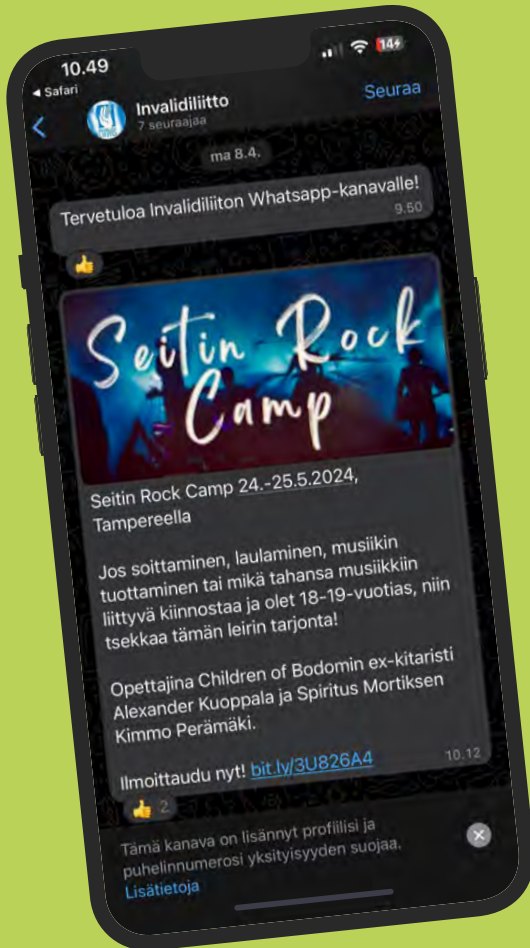 10.49
14
Safari
Invalidiliitto
7 seuraajaa
Seuraa
ma 8.4.
Tervetuloa Invalidiliiton Whatsapp-kanavalle!
9.50
Seitin Rock
Camp
Seitin Rock Camp 24.-25.5.2024,
Tampereella
Jos soittaminen, laulaminen, musiikin
tuottaminen tai mikä tahansa musiikkiin
liittyvä kiinnostaa ja olet 18-19-vuotias, niin
tsekkaa tämän leirin tarjonta!
Opettajina Children of Bodomin ex-kitaristi
Alexander Kuoppala ja Spiritus Mortiksen
Kimmo Perämäki.
Ilmoittaudu nyt! bit.ly/3U826A4
10.12
2
Tämä kanava on lisännyt profiilisi ja
puhelinnumerosi yksityisyyden suojaa.
Lisätietoja